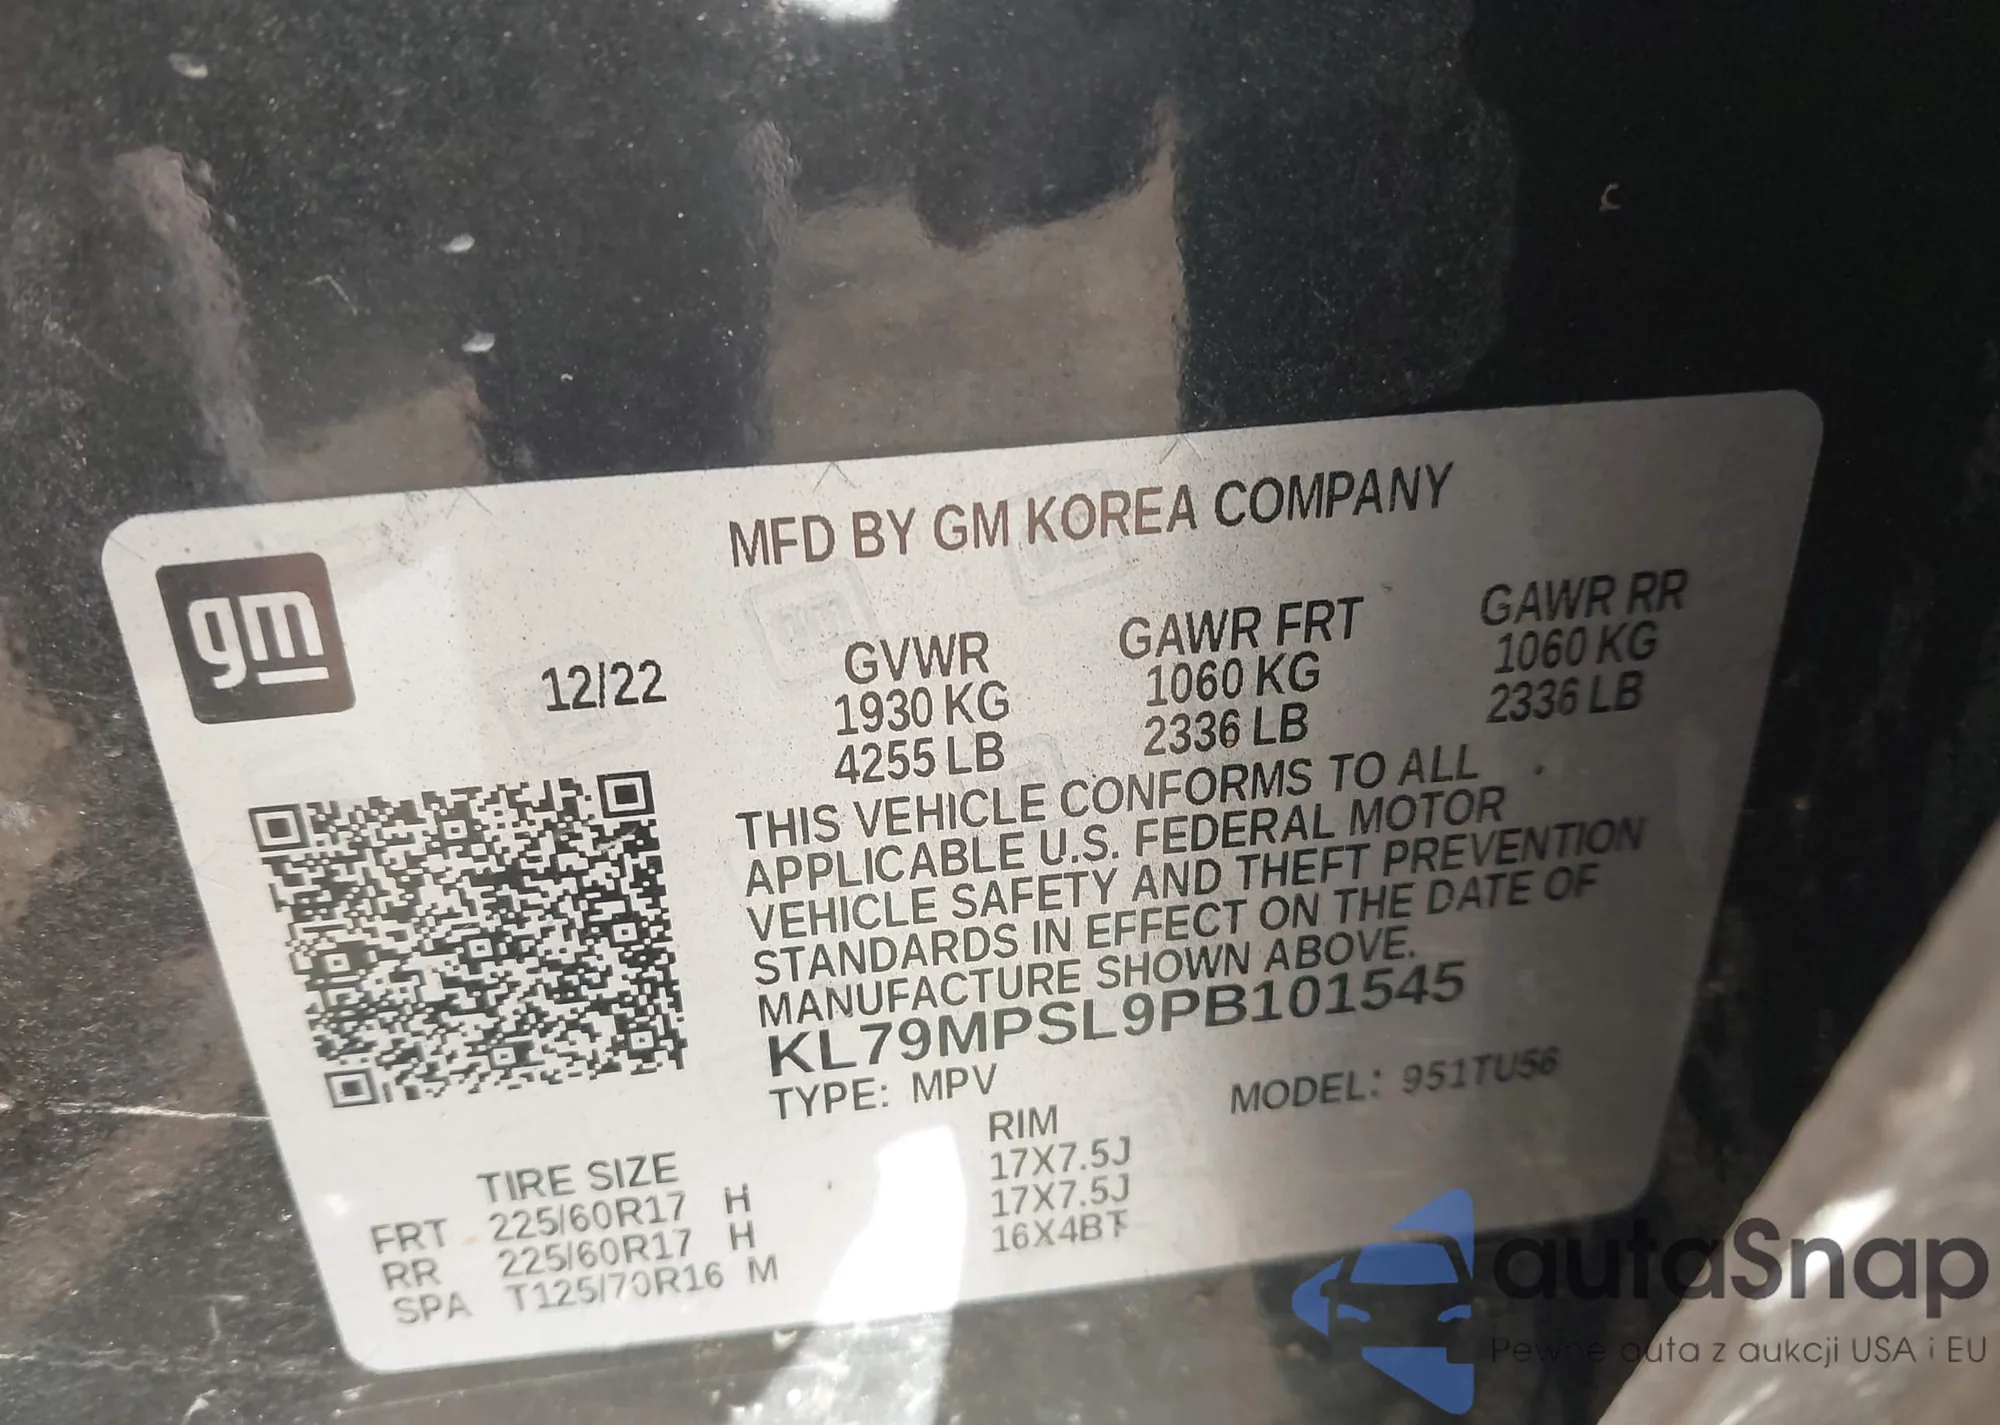 MFD BY GM KOREA COMPANY
gm
12/22
GVWR
1930 KG
4255 LB
GAWR FRT
1060 KG
2336 LB
GAWR RR
1060 KG
2336 LB
THIS VEHICLE CONFORMS TO ALL
APPLICABLE U.S. FEDERAL MOTOR
VEHICLE SAFETY AND THEFT PREVENTION
STANDARDS IN EFFECT ON THE DATE OF
MANUFACTURE SHOWN ABOVE.
KL79MPSL9PB101545
TYPE: MPV
MODEL: 951TU56
TIRE SIZE
RIM
FRT 225/60R17 H 17X7.5J
RR 225/60R17 H 17X7.5J
SPA T125/70R16 M 16X4BT
autaSnap
Pewne auta z aukcji USA i EU